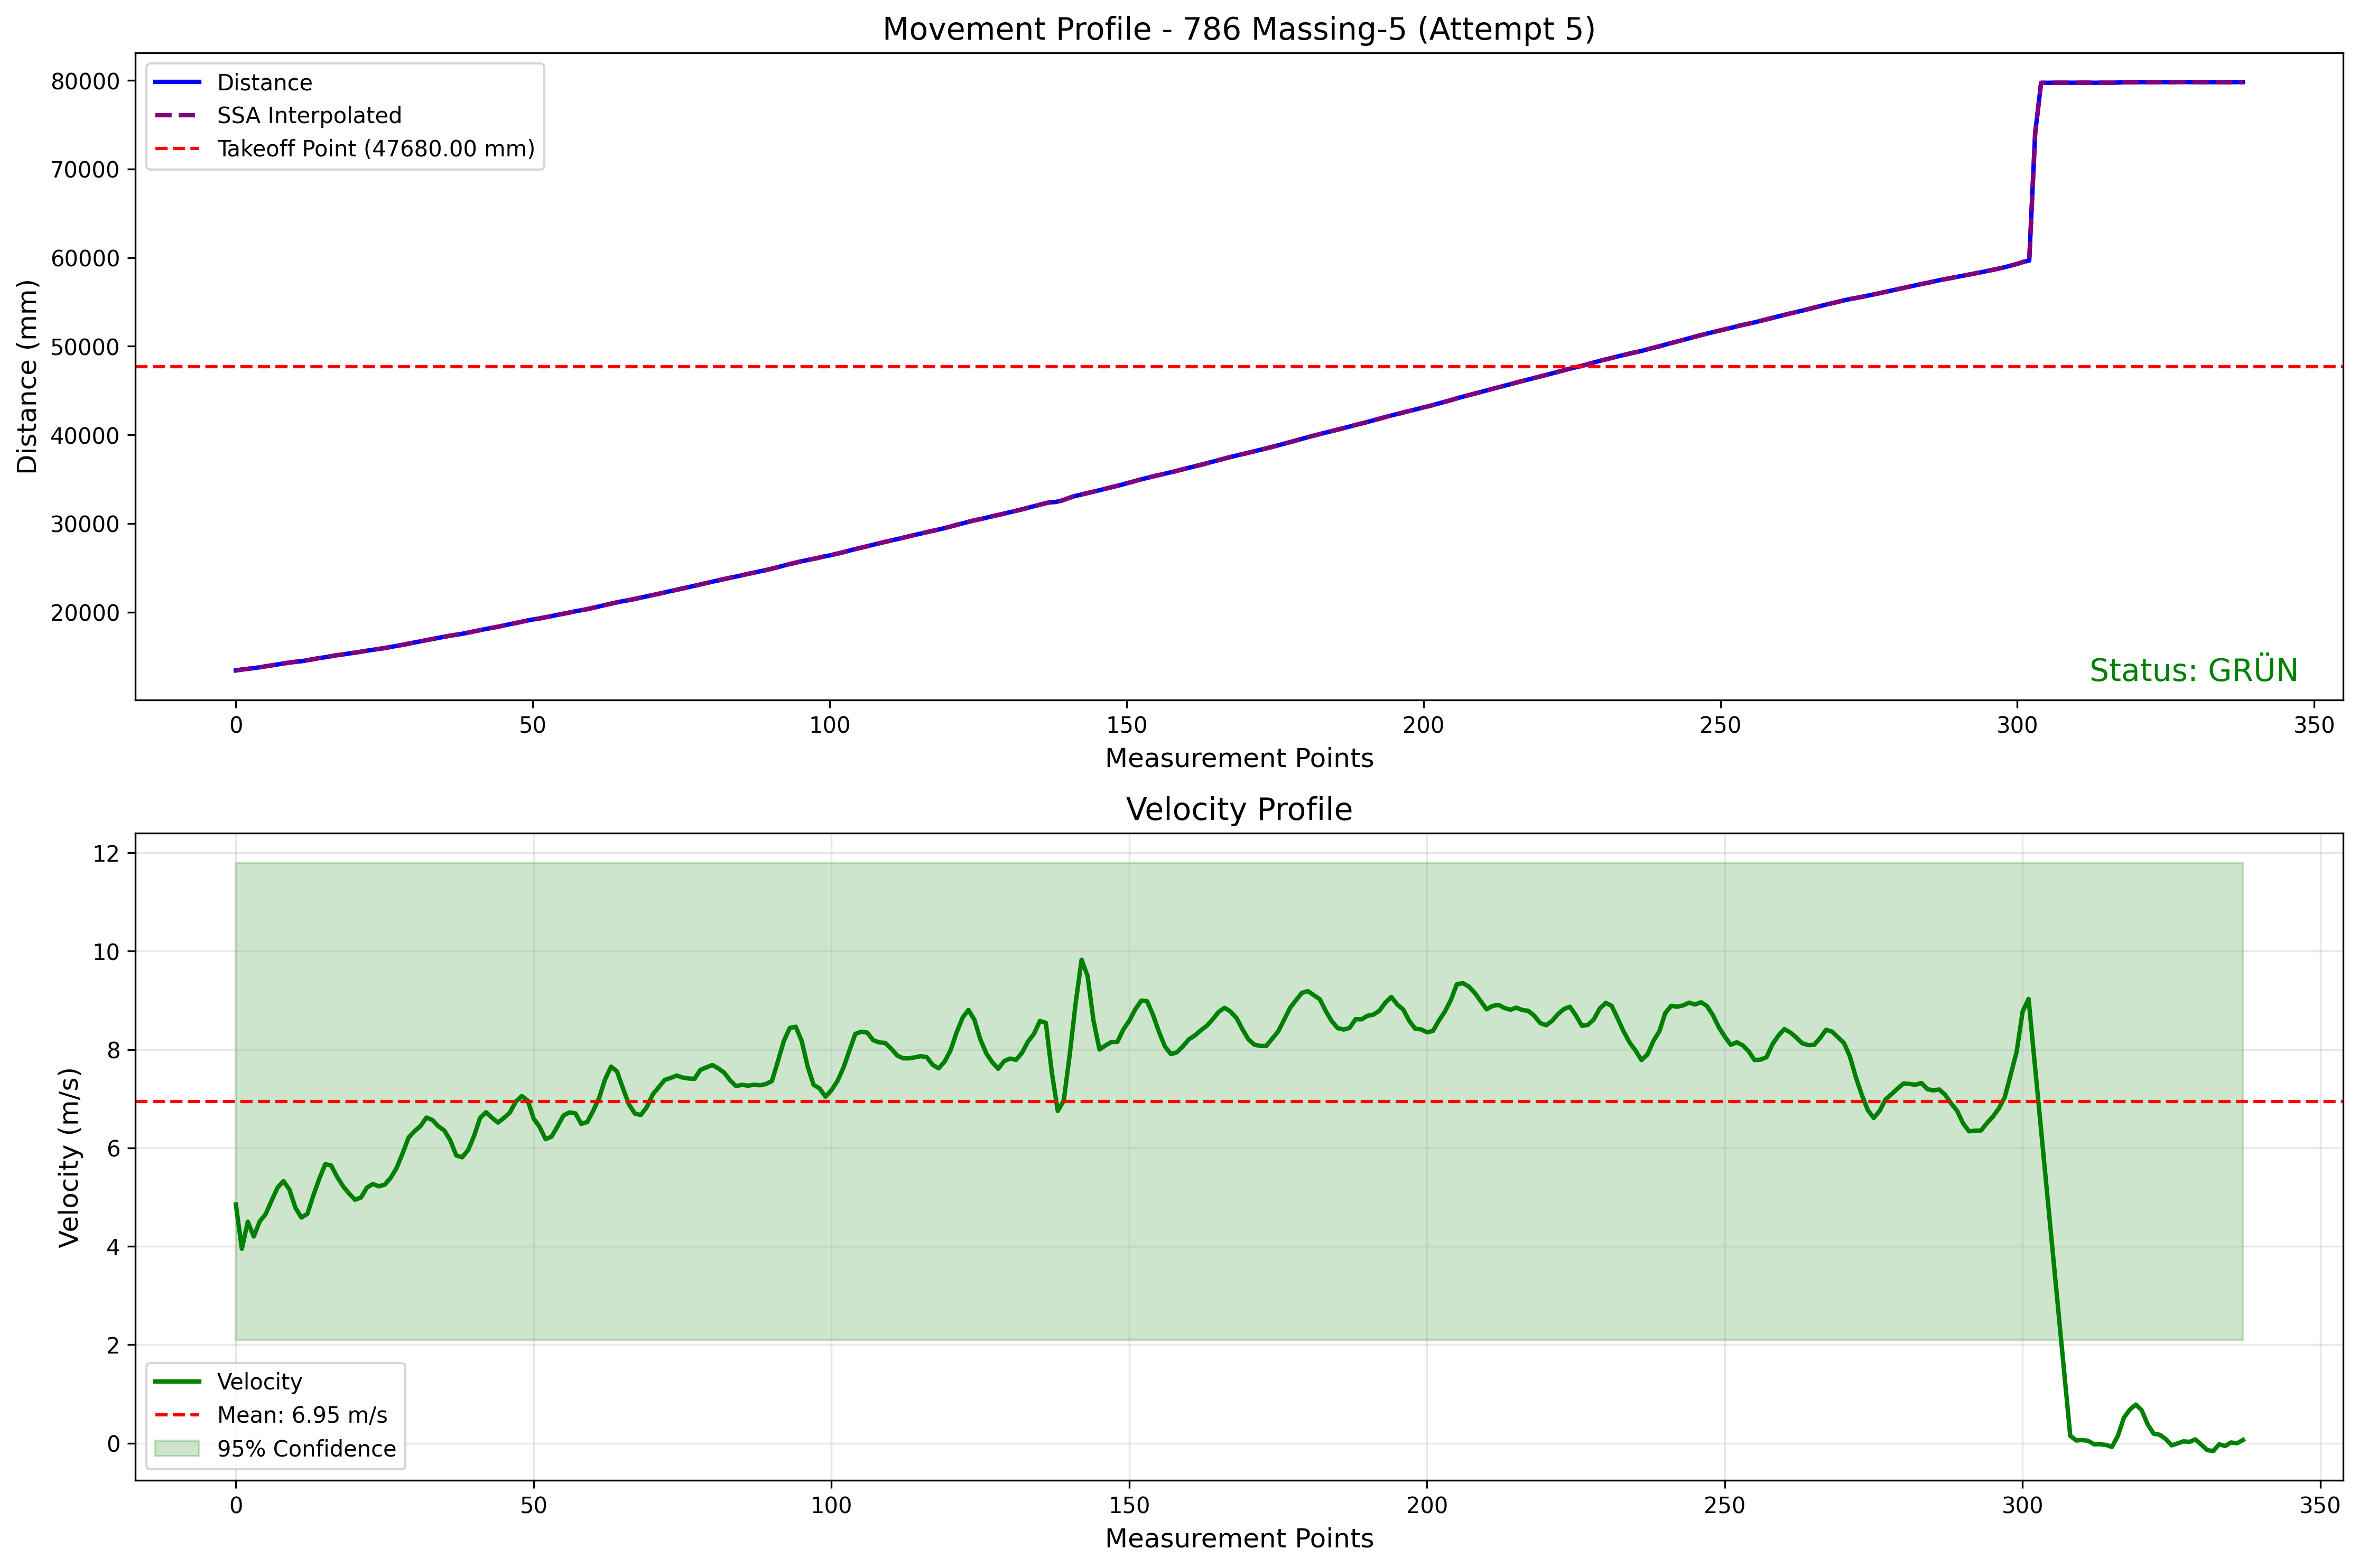 Movement Profile - 786 Massing-5 (Attempt 5)
Distance
SSA Interpolated
Takeoff Point (47680.00 mm)
Distance (mm)
80000
70000
60000
50000
40000
30000
20000
Status: GRÜN
0 50 100 150 200 250 300 350
Measurement Points
Velocity Profile
Velocity (m/s)
12
10
8
6
4
2
0
Velocity
Mean: 6.95 m/s
95% Confidence
0 50 100 150 200 250 300 350
Measurement Points